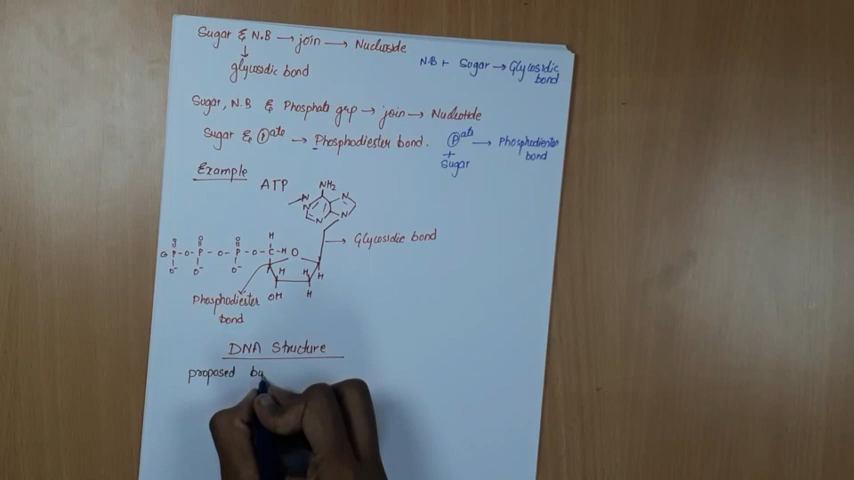 Sugar & N.B → join → Nucluside
glycosidic bond
N.B + Sugar → Glycosidic
bond
Sugar, N.B & Phosphate grp → join → Nucleotide
Sugar & Pate → Phosphodiester bond.
Pate → Phosphodiester
+
bond
Sugar
Example
ATP
NH2
N
N
N
N
N
Glycosidic bond
H
O O O H
O - P - O - P - O - P - O - C - H O
O- O- O-
H H H H
OH H
Phosphodiester
bond
DNA Structure
proposed by